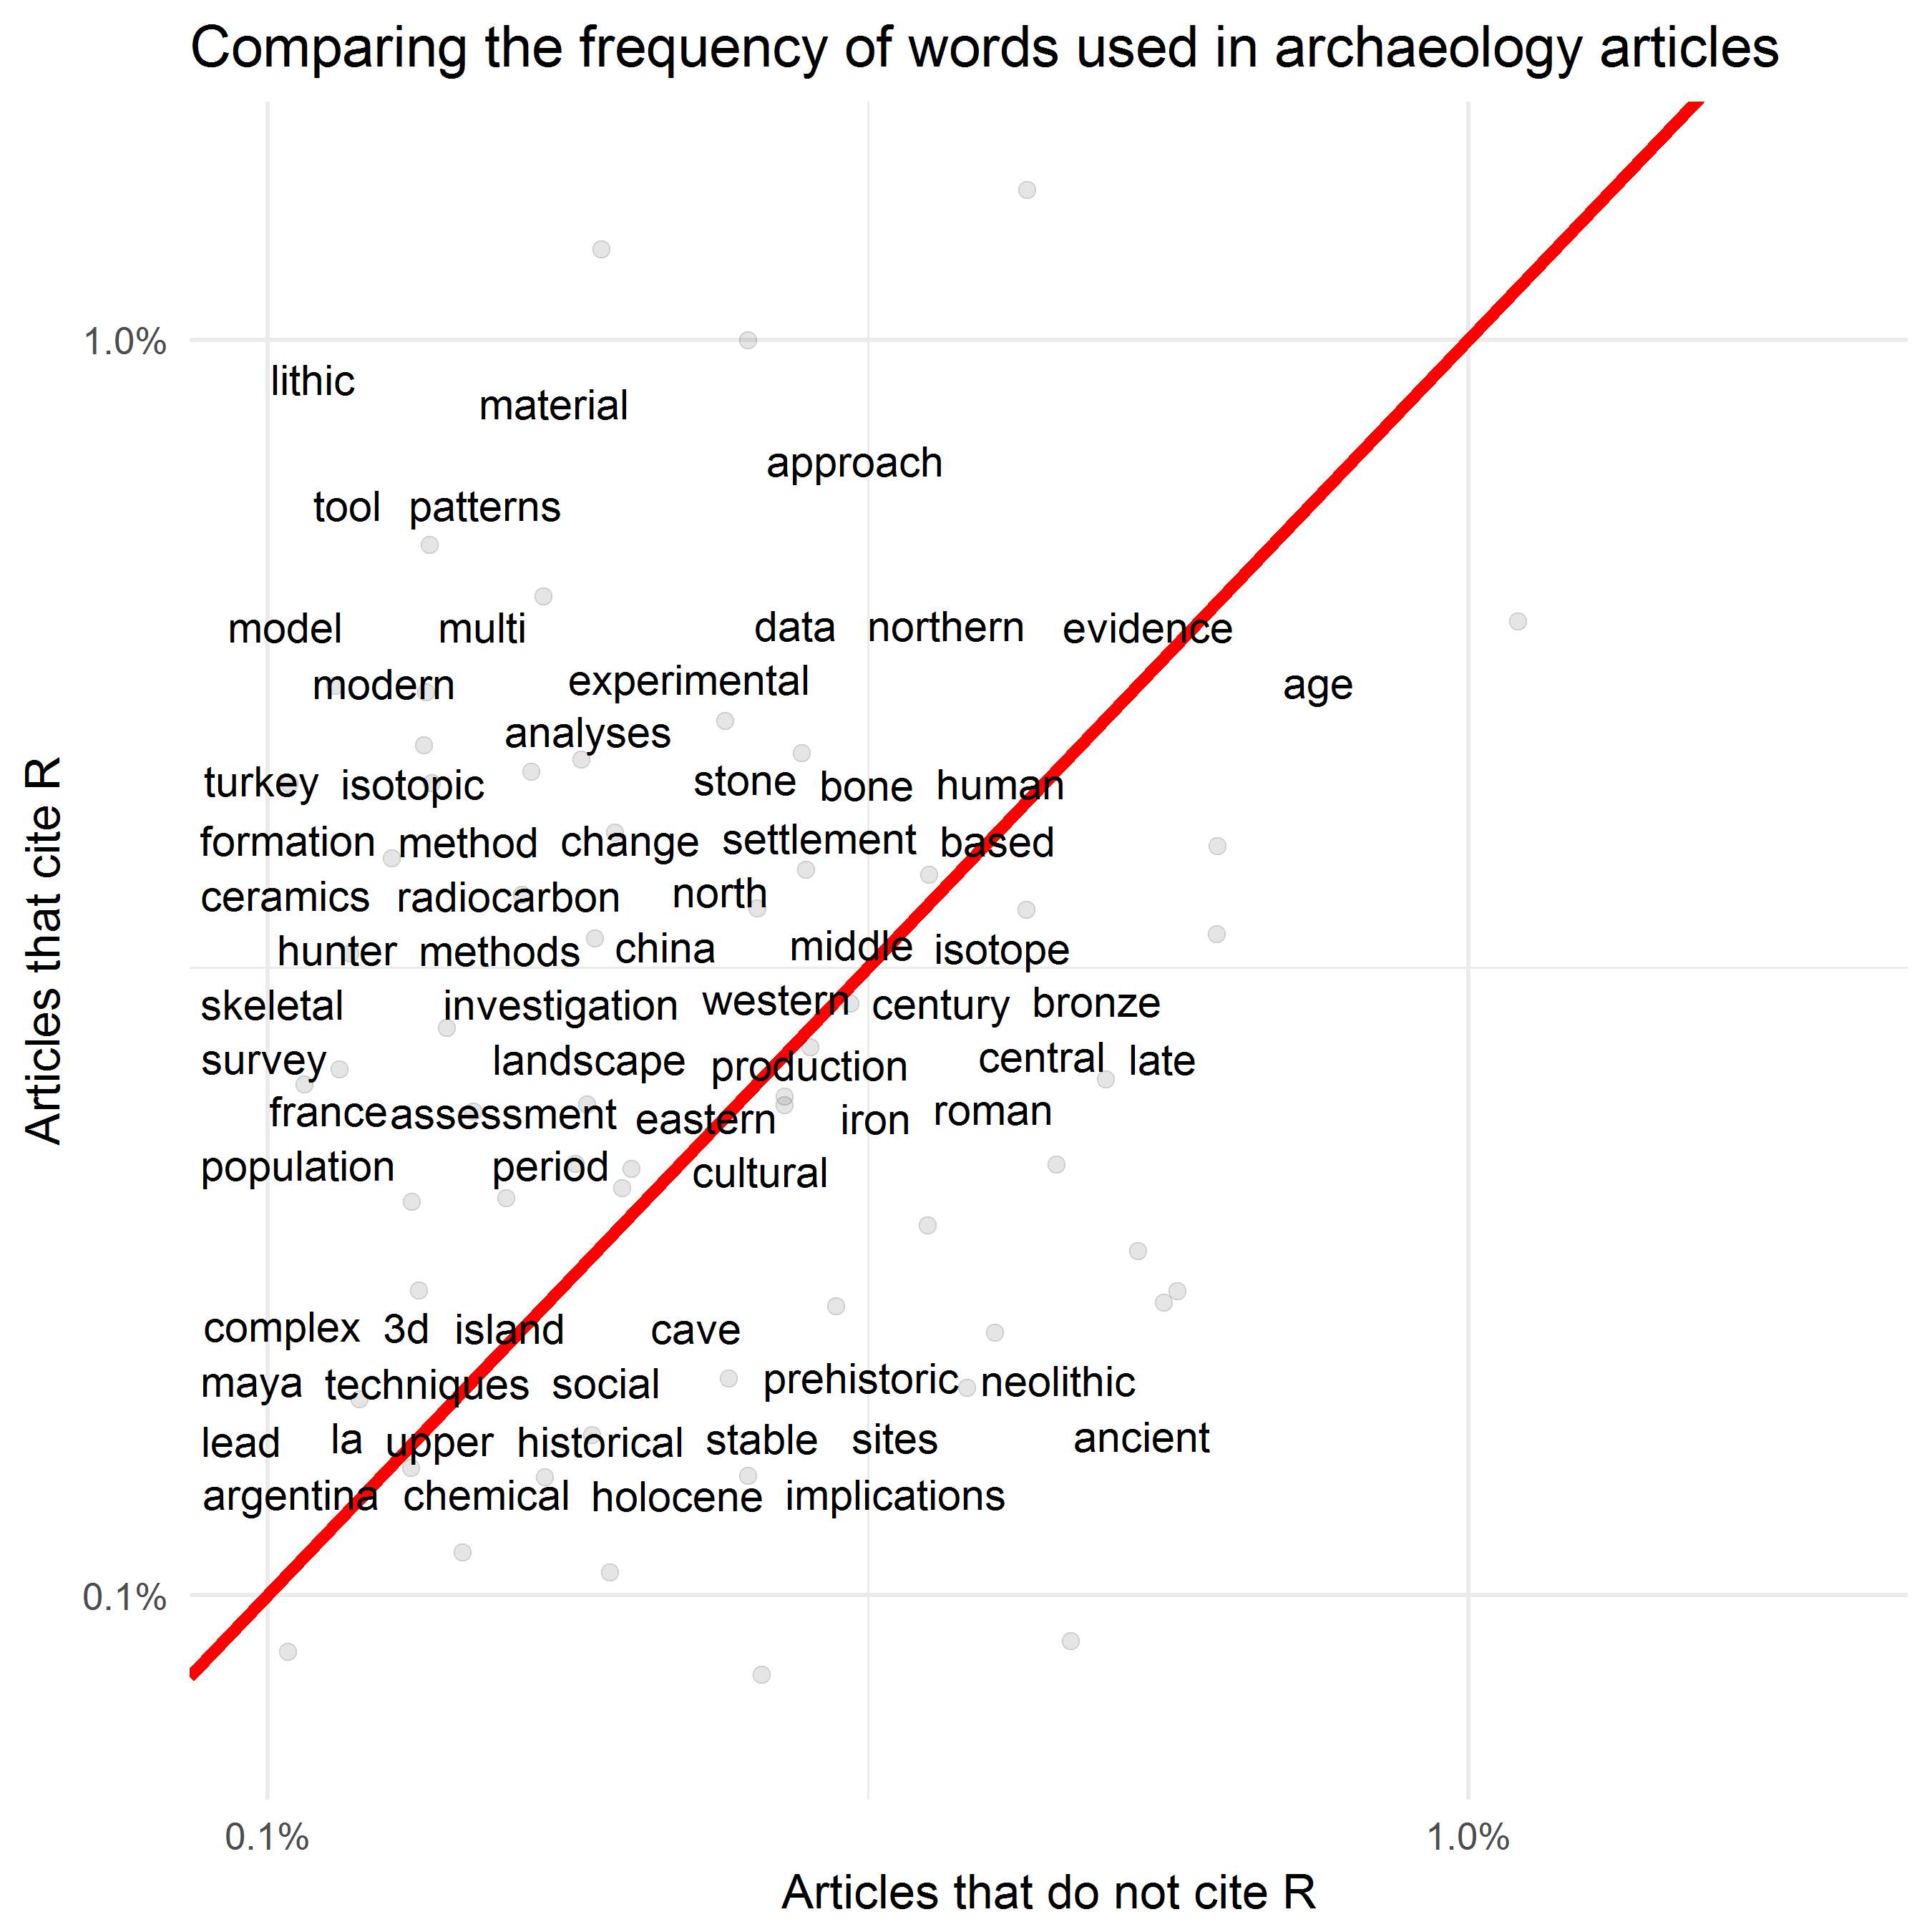 Comparing the frequency of words used in archaeology articles
1.0%
lithic
material
approach
tool patterns
model multi data northern evidence
modern experimental age
analyses
turkey isotopic stone bone human
formation method change settlement based
ceramics radiocarbon north
hunter methods china middle isotope
skeletal investigation western century bronze
survey landscape production central late
france assessment eastern iron roman
population period cultural
complex 3d island cave
maya techniques social prehistoric neolithic
lead la upper historical stable sites ancient
argentina chemical holocene implications
0.1%
Articles that cite R
0.1% 1.0%
Articles that do not cite R